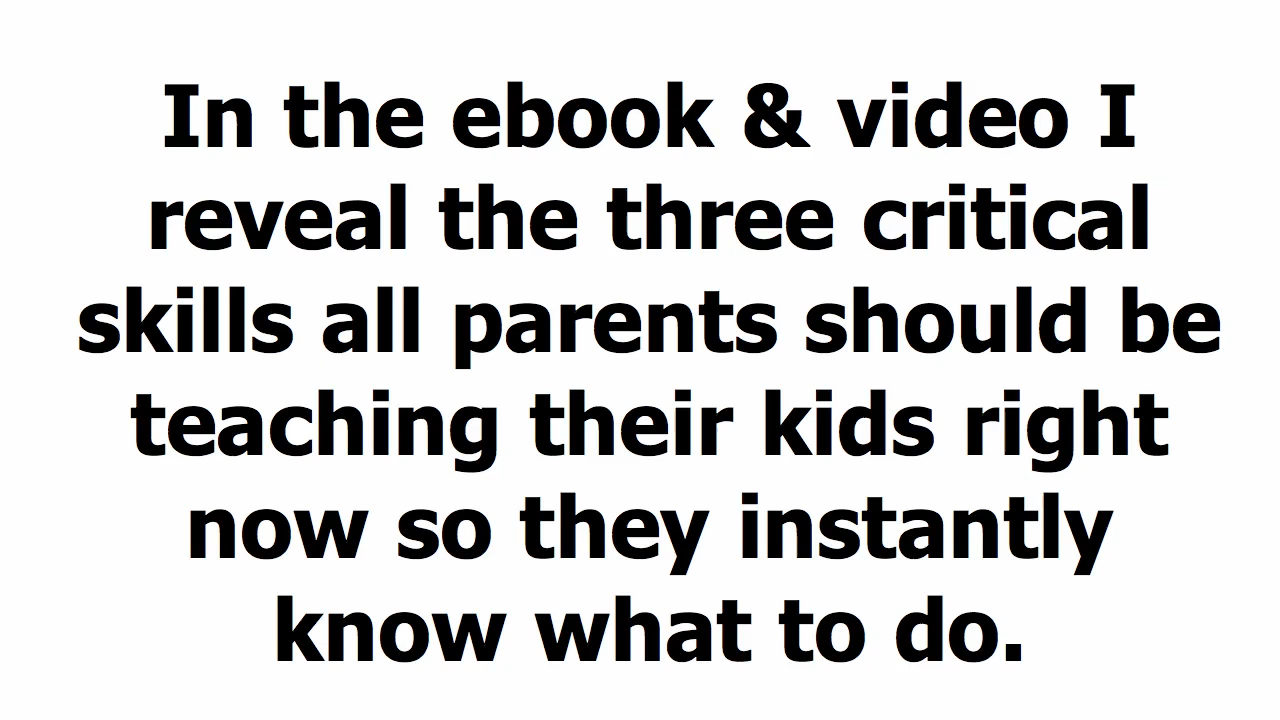 In the ebook & video I
reveal the three critical
skills all parents should be
teaching their kids right
now so they instantly
know what to do.